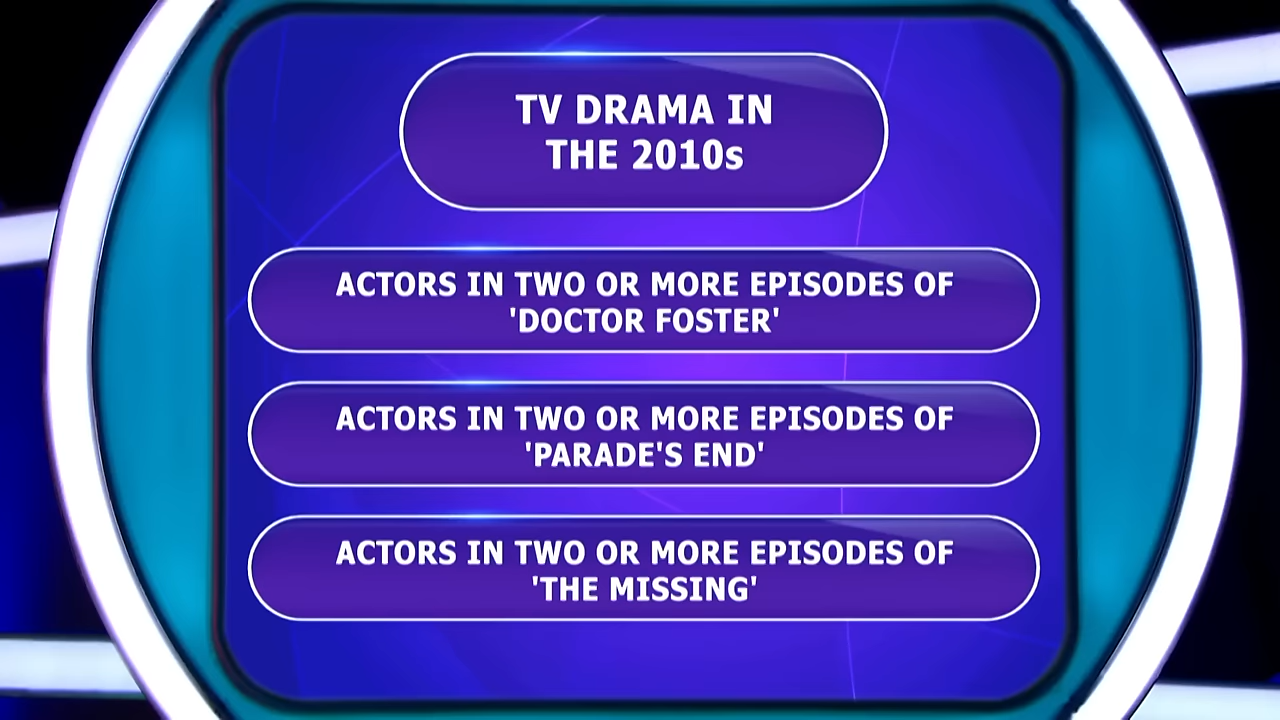 TV DRAMA IN
THE 2010s
ACTORS IN TWO OR MORE EPISODES OF
'DOCTOR FOSTER'
ACTORS IN TWO OR MORE EPISODES OF
'PARADE'S END'
ACTORS IN TWO OR MORE EPISODES OF
'THE MISSING'